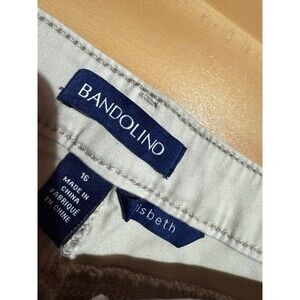 BANDOLINO
16
MADE IN
CHINA
FABRIQUÉ
EN CHINE
lisbeth